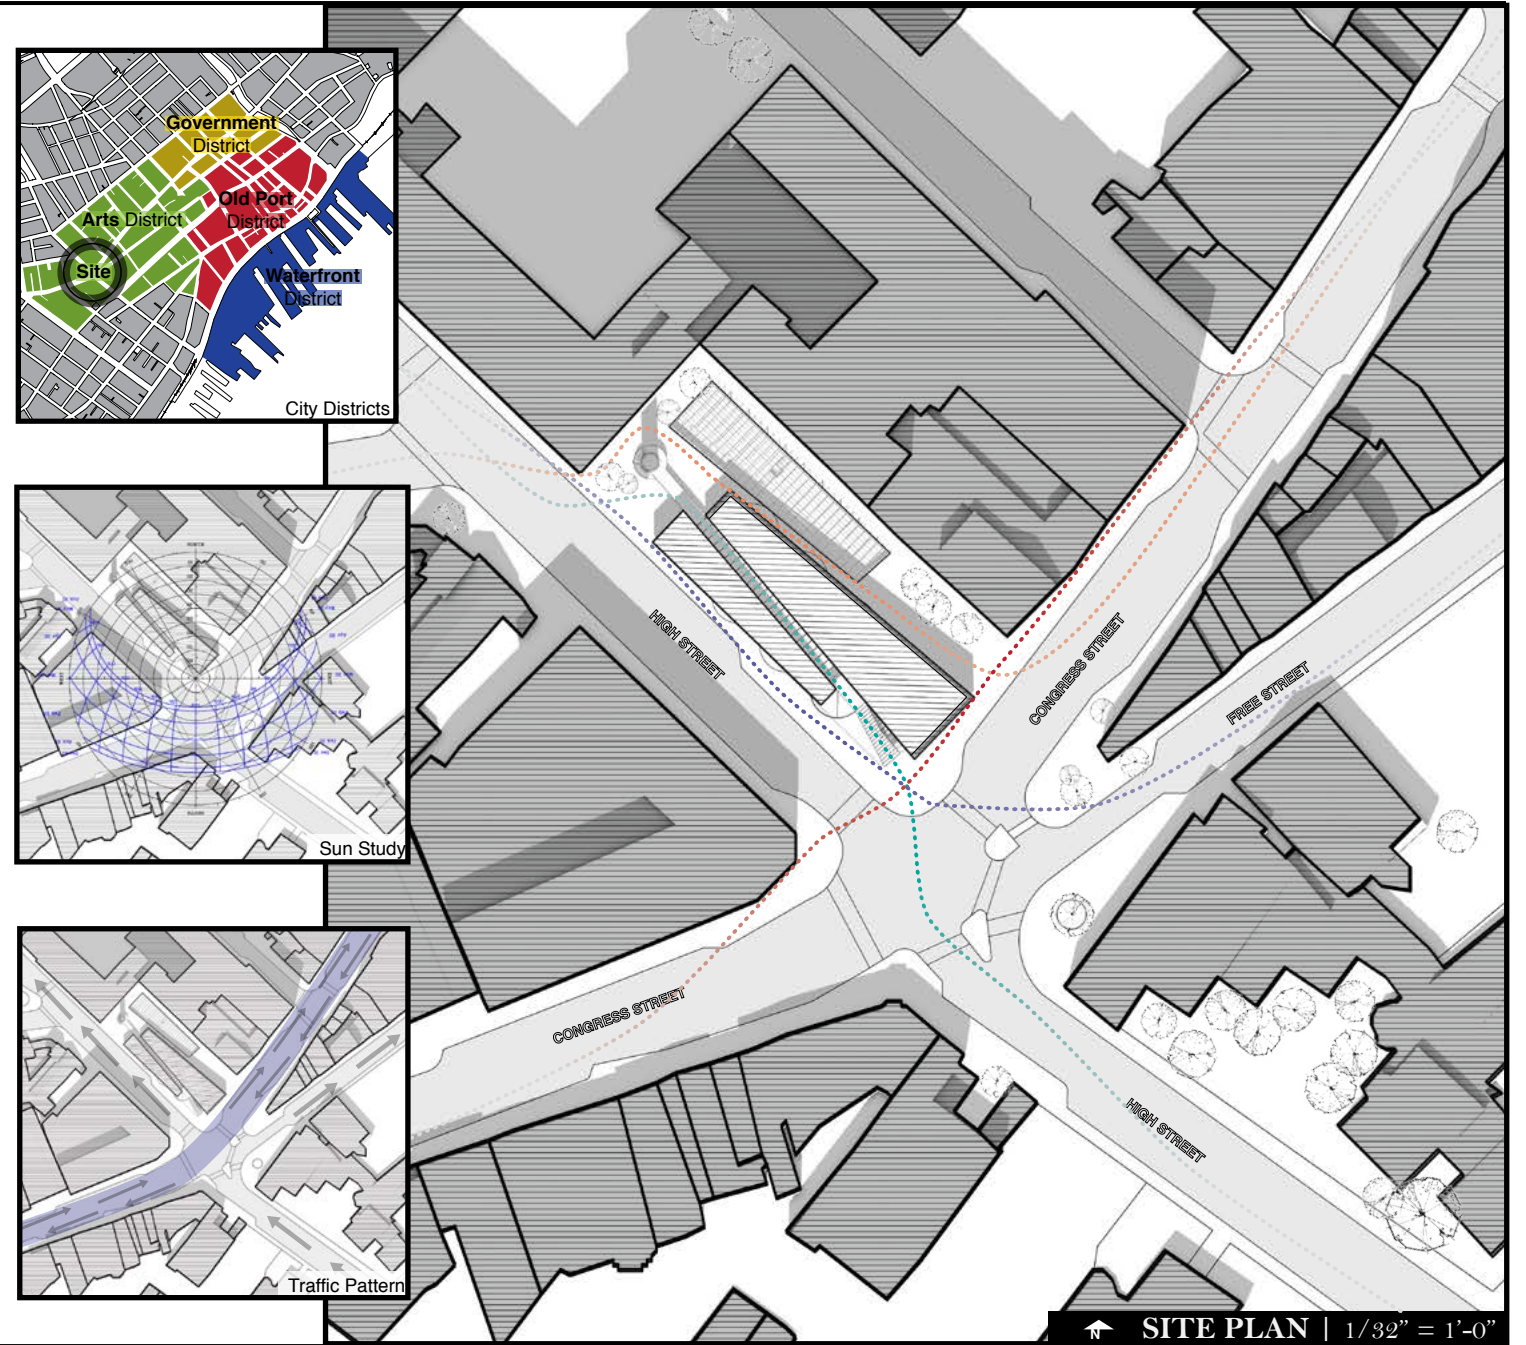 Government
District
Old Port
District
Arts District
Site
Waterfront
District
City Districts
Sun Study
Traffic Pattern
HIGH STREET
CONGRESS STREET
FREE STREET
CONGRESS STREET
HIGH STREET
N SITE PLAN | 1/32" = 1'-0"